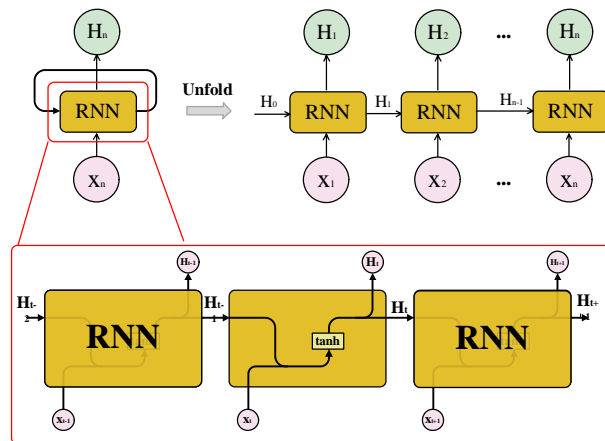 Hn
H1
H2
...
Hn
Unfold
RNN
H0
RNN
H1
RNN
Hn-1
RNN
Xn
X1
X2
...
Xn
Ht-1
Ht
Ht+1
Ht-2
RNN
Ht-1
tanh
Ht
RNN
Ht+1
xt-1
xt
xt+1